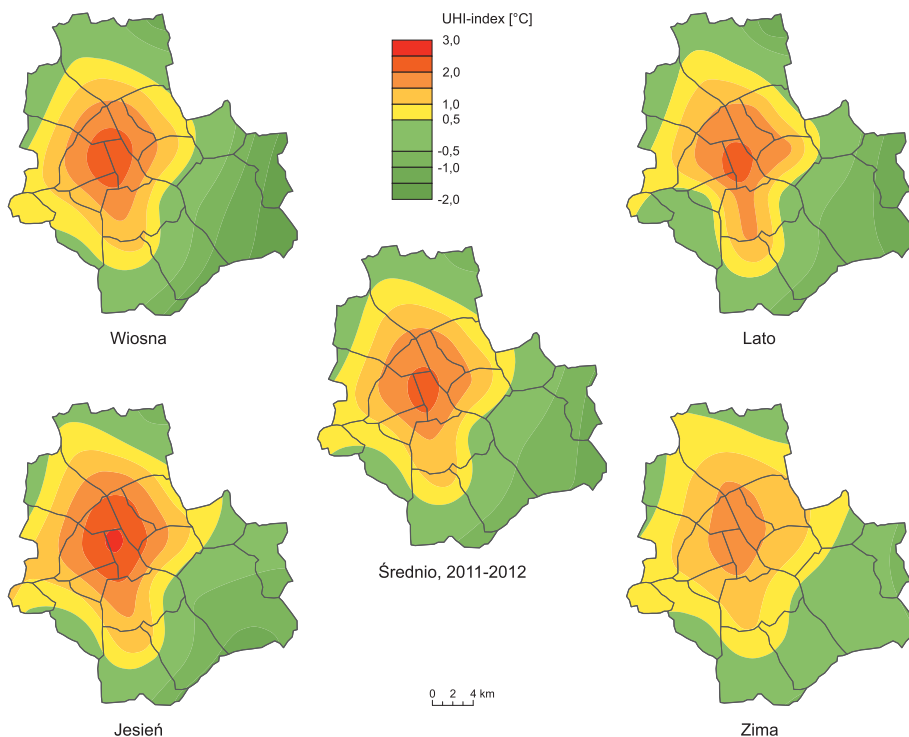 UHI-index [°C]
3,0
2,0
1,0
0,5
-0,5
-1,0
-2,0
Wiosna
Lato
Średnio, 2011-2012
0 2 4 km
Jesień
Zima